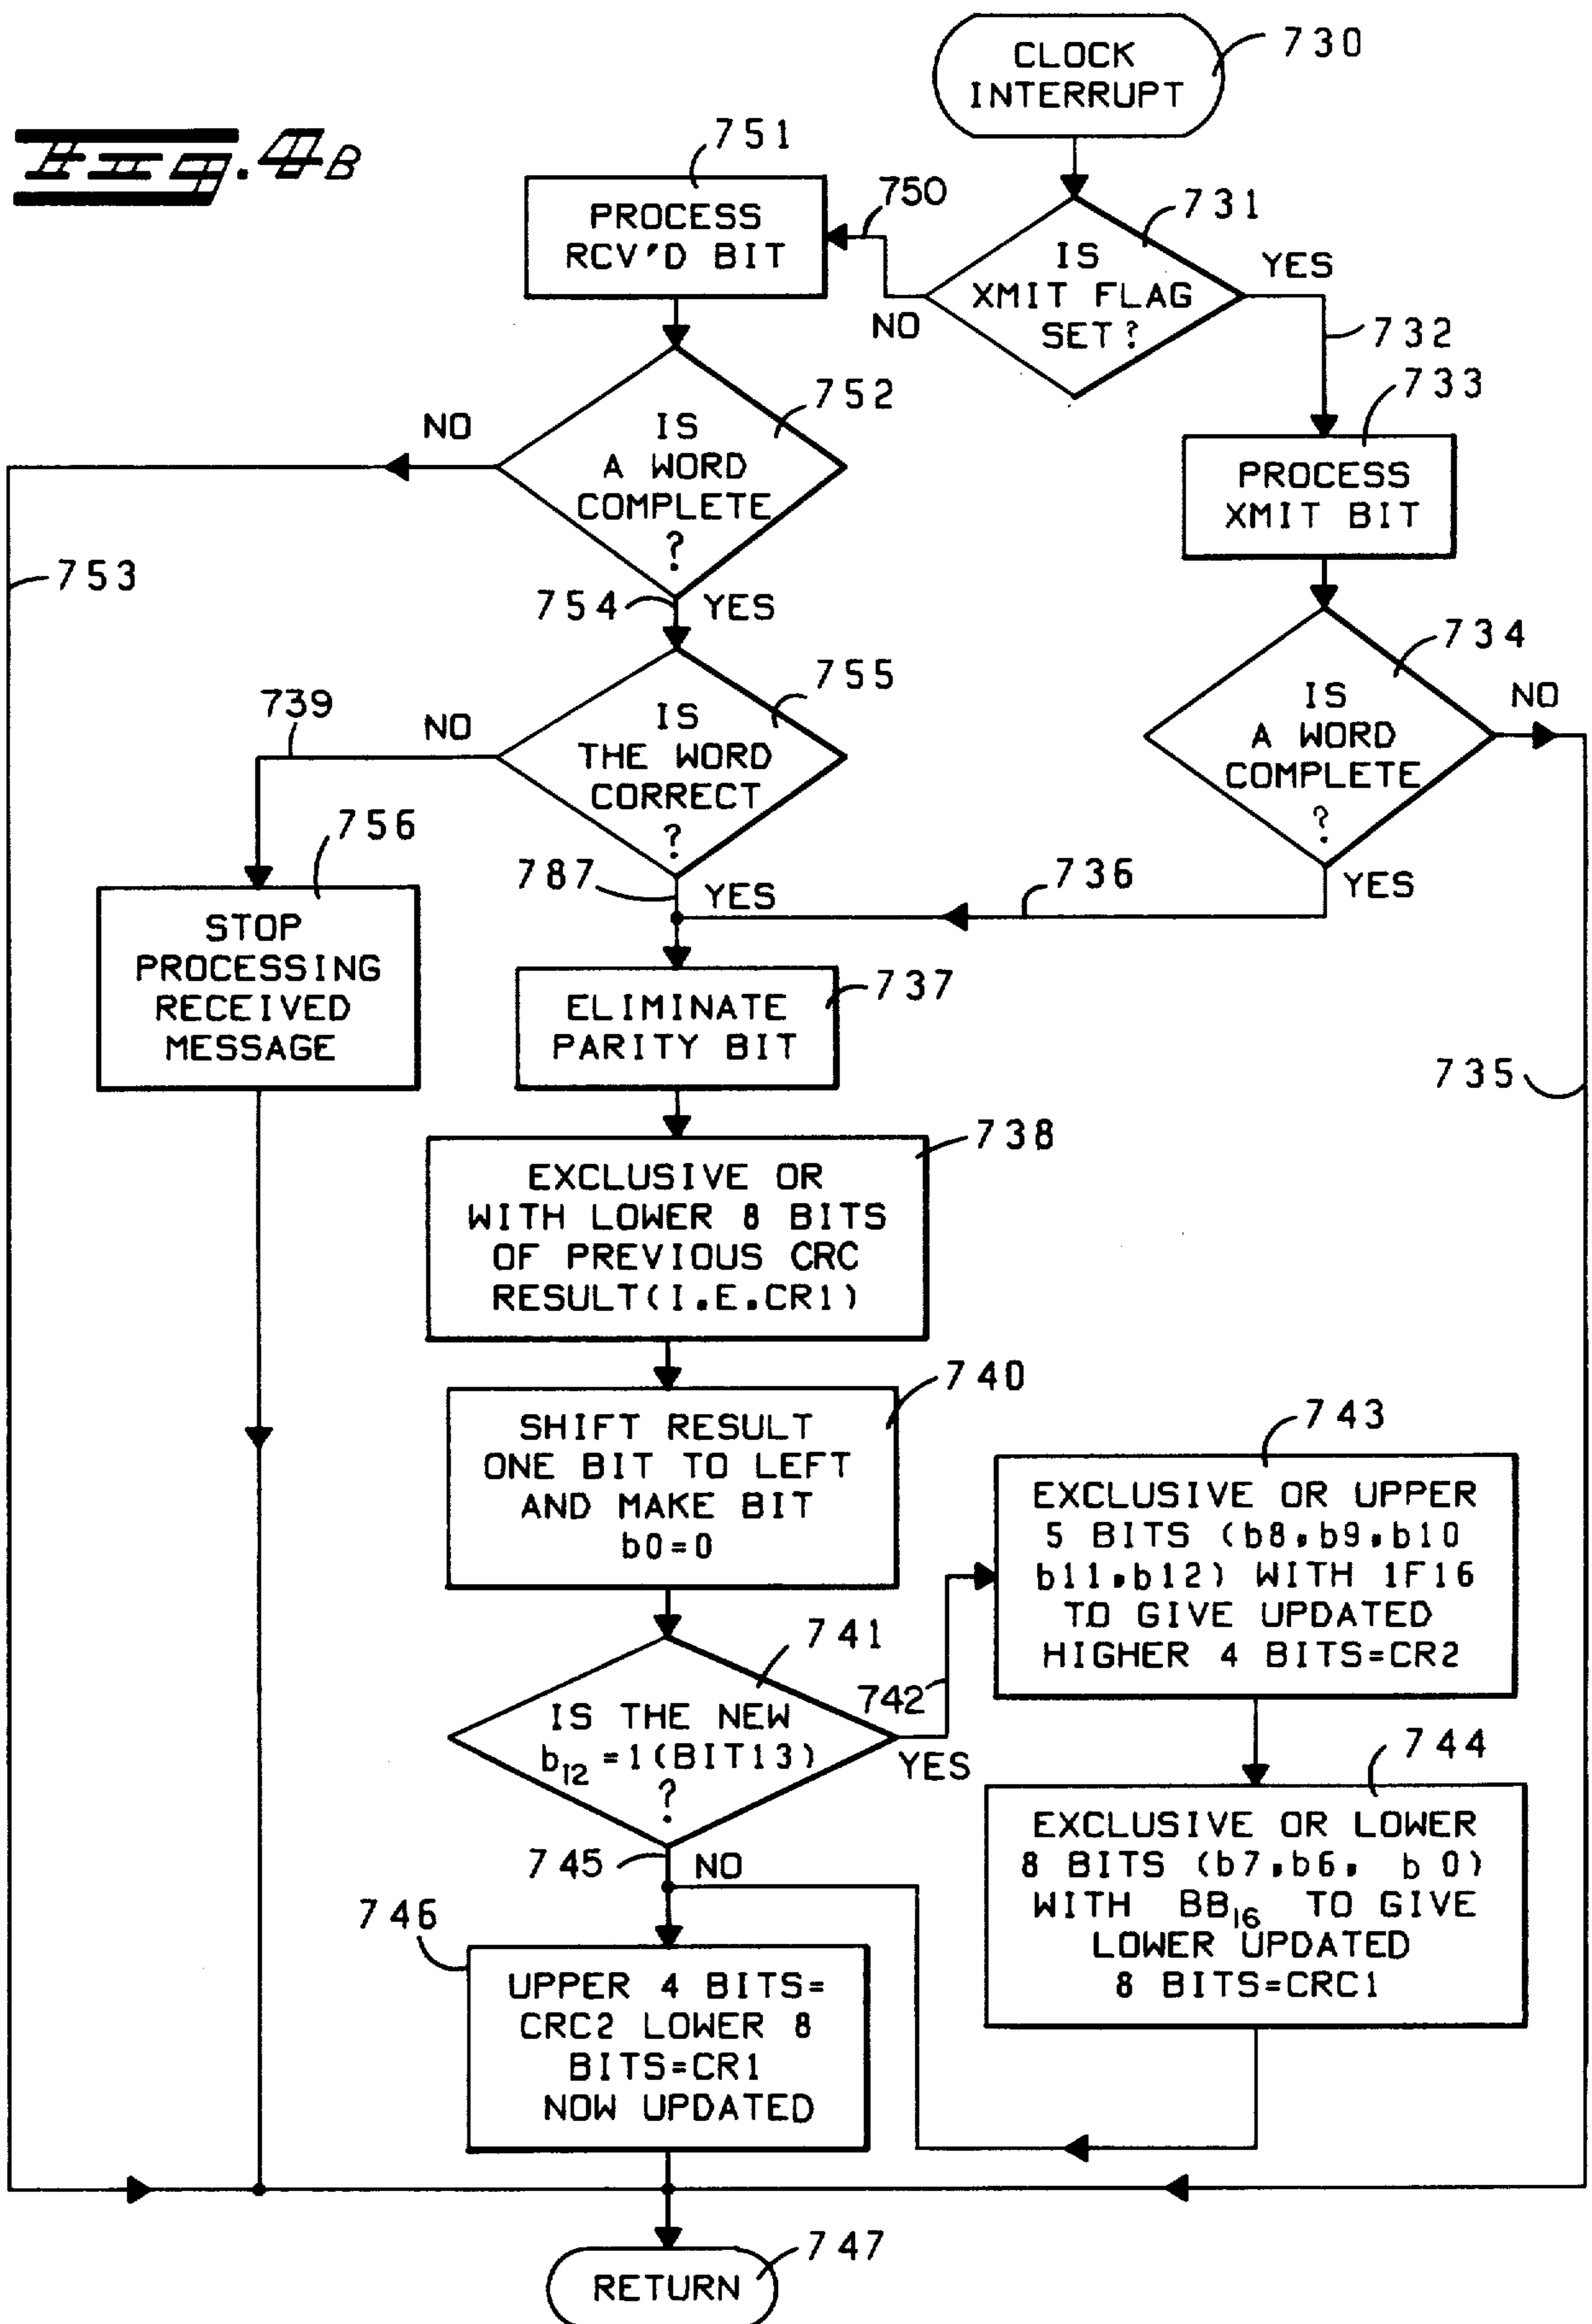 Fig. 4B
CLOCK
INTERRUPT
730
751
PROCESS
RCV'D BIT
750
731
IS
XMIT FLAG
SET?
YES
NO
732
733
PROCESS
XMIT BIT
752
IS
A WORD
COMPLETE
?
NO
753
754
YES
734
IS
A WORD
COMPLETE
?
NO
YES
755
IS
THE WORD
CORRECT
?
739
NO
756
STOP
PROCESSING
RECEIVED
MESSAGE
787
YES
736
737
ELIMINATE
PARITY BIT
735
738
EXCLUSIVE OR
WITH LOWER 8 BITS
OF PREVIOUS CRC
RESULT(I.E.CR1)
740
SHIFT RESULT
ONE BIT TO LEFT
AND MAKE BIT
b0=0
743
EXCLUSIVE OR UPPER
5 BITS (b8,b9,b10
b11,b12) WITH 1F16
TO GIVE UPDATED
HIGHER 4 BITS=CR2
741
IS THE NEW
b12=1(BIT13)
?
742
YES
744
EXCLUSIVE OR LOWER
8 BITS (b7,b6, b 0)
WITH BB16 TO GIVE
LOWER UPDATED
8 BITS=CRC1
745
NO
746
UPPER 4 BITS=
CRC2 LOWER 8
BITS=CR1
NOW UPDATED
747
RETURN